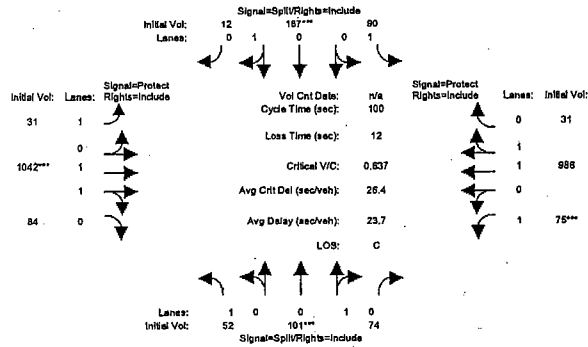 Signal=Split/Rights=Include
Initial Vol: 12 167*** 90
Lanes: 0 1 0 0 1
Signal=Protect
Rights=Include
Initial Vol: Lanes:
Vol Cnt Date: n/a
Cycle Time (sec): 100
Signal=Protect
Rights=Include
Lanes: Initial Vol:
31 1
0 31
0
Loss Time (sec): 12
1
1042*** 1
Critical V/C: 0.637
1 986
1
Avg Crit Del (sec/veh): 26.4
0
84 0
Avg Delay (sec/veh): 23.7
1 75***
LOS: C
Lanes: 1 0 0 1 0
Initial Vol: 52 101*** 74
Signal=Split/Rights=Include